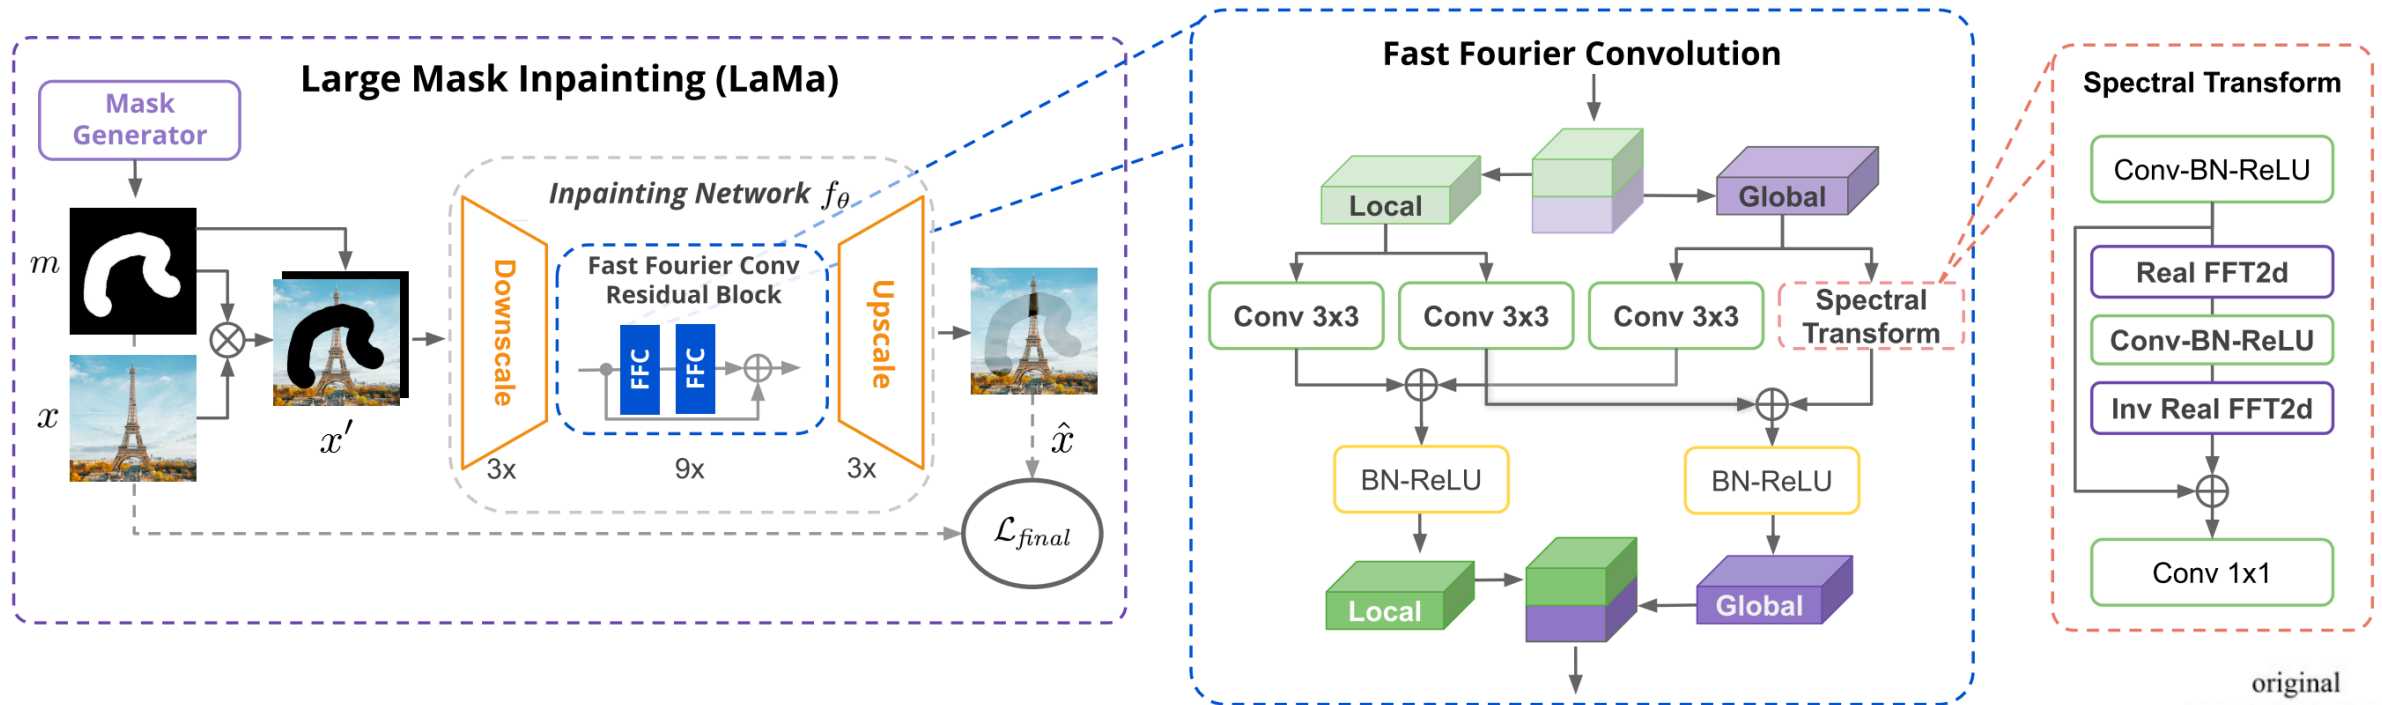 Large Mask Inpainting (LaMa)
Mask
Generator
m
x
x′
Inpainting Network fθ
Downscale
Fast Fourier Conv
Residual Block
FFC
FFC
Upscale
3x
9x
3x
x̂
ℒfinal
Fast Fourier Convolution
Local
Global
Conv 3x3
Conv 3x3
Conv 3x3
Spectral
Transform
BN-ReLU
BN-ReLU
Local
Global
Spectral Transform
Conv-BN-ReLU
Real FFT2d
Conv-BN-ReLU
Inv Real FFT2d
Conv 1x1
original